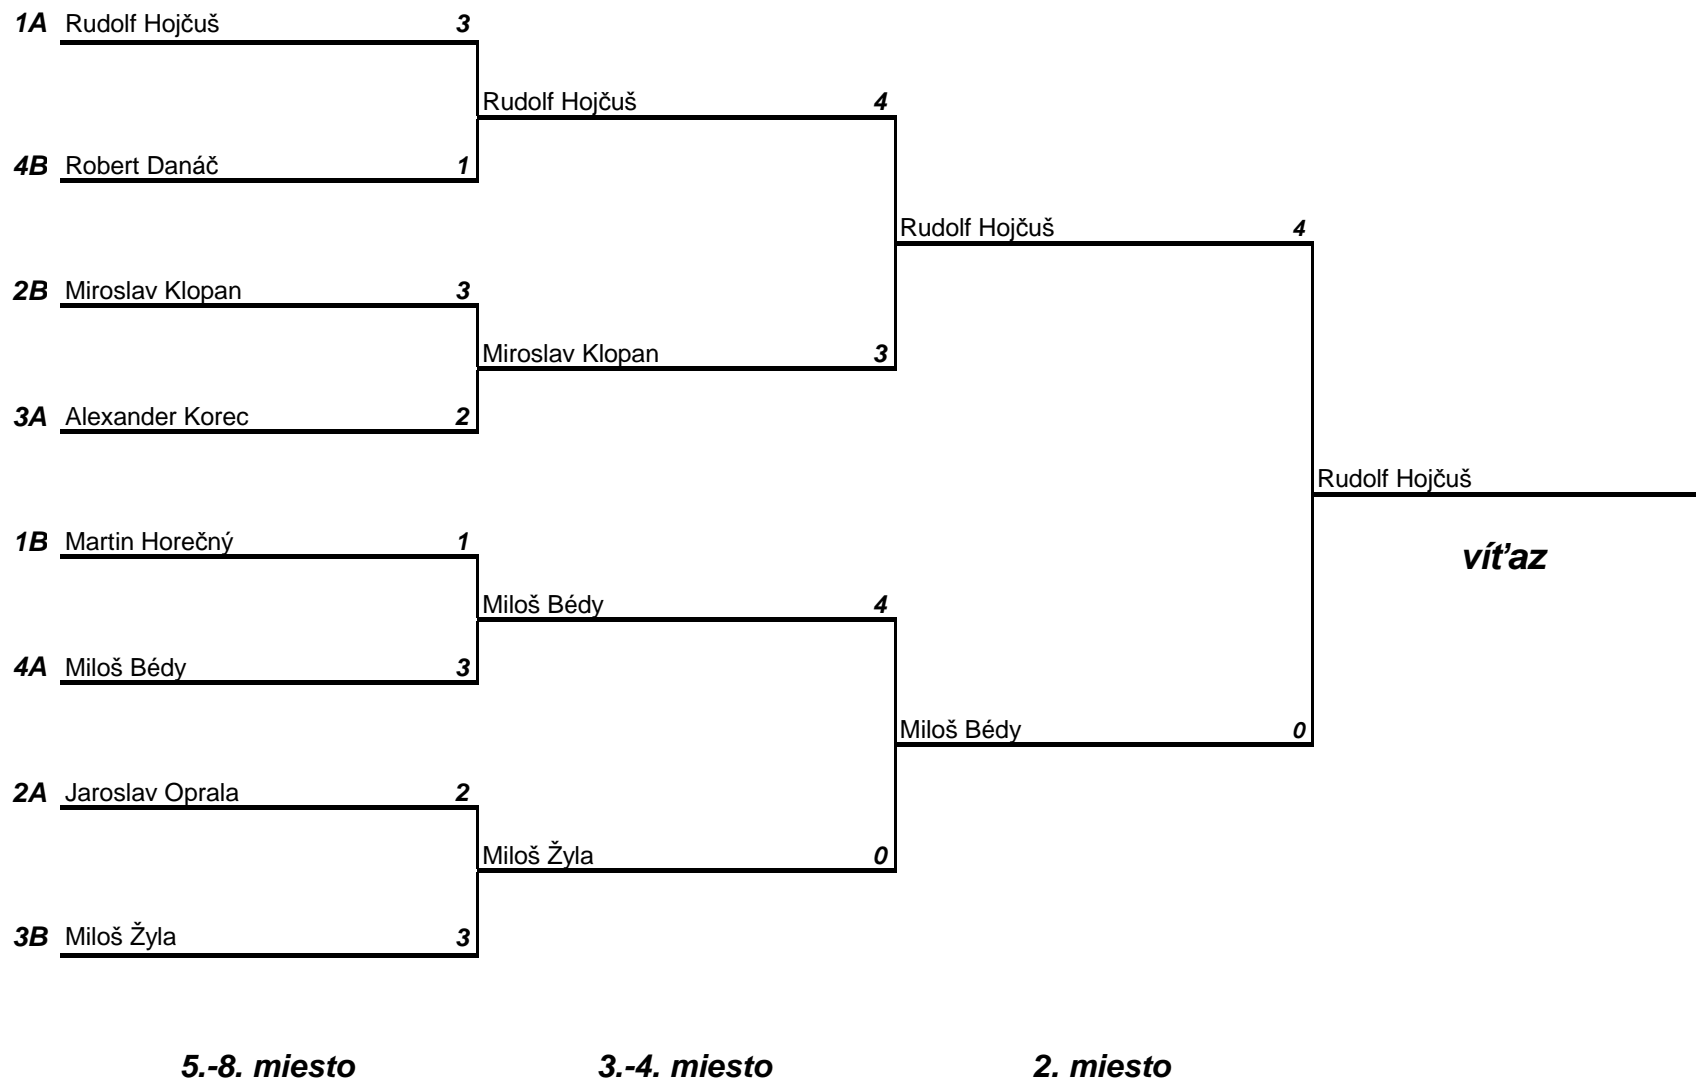 1A Rudolf Hojčuš 3
Rudolf Hojčuš 4
4B Robert Danáč 1
Rudolf Hojčuš 4
2B Miroslav Klopan 3
Miroslav Klopan 3
3A Alexander Korec 2
Rudolf Hojčuš
1B Martin Horečný 1
víťaz
Miloš Bédy 4
4A Miloš Bédy 3
Miloš Bédy 0
2A Jaroslav Oprala 2
Miloš Žyla 0
3B Miloš Žyla 3
5.-8. miesto 3.-4. miesto 2. miesto